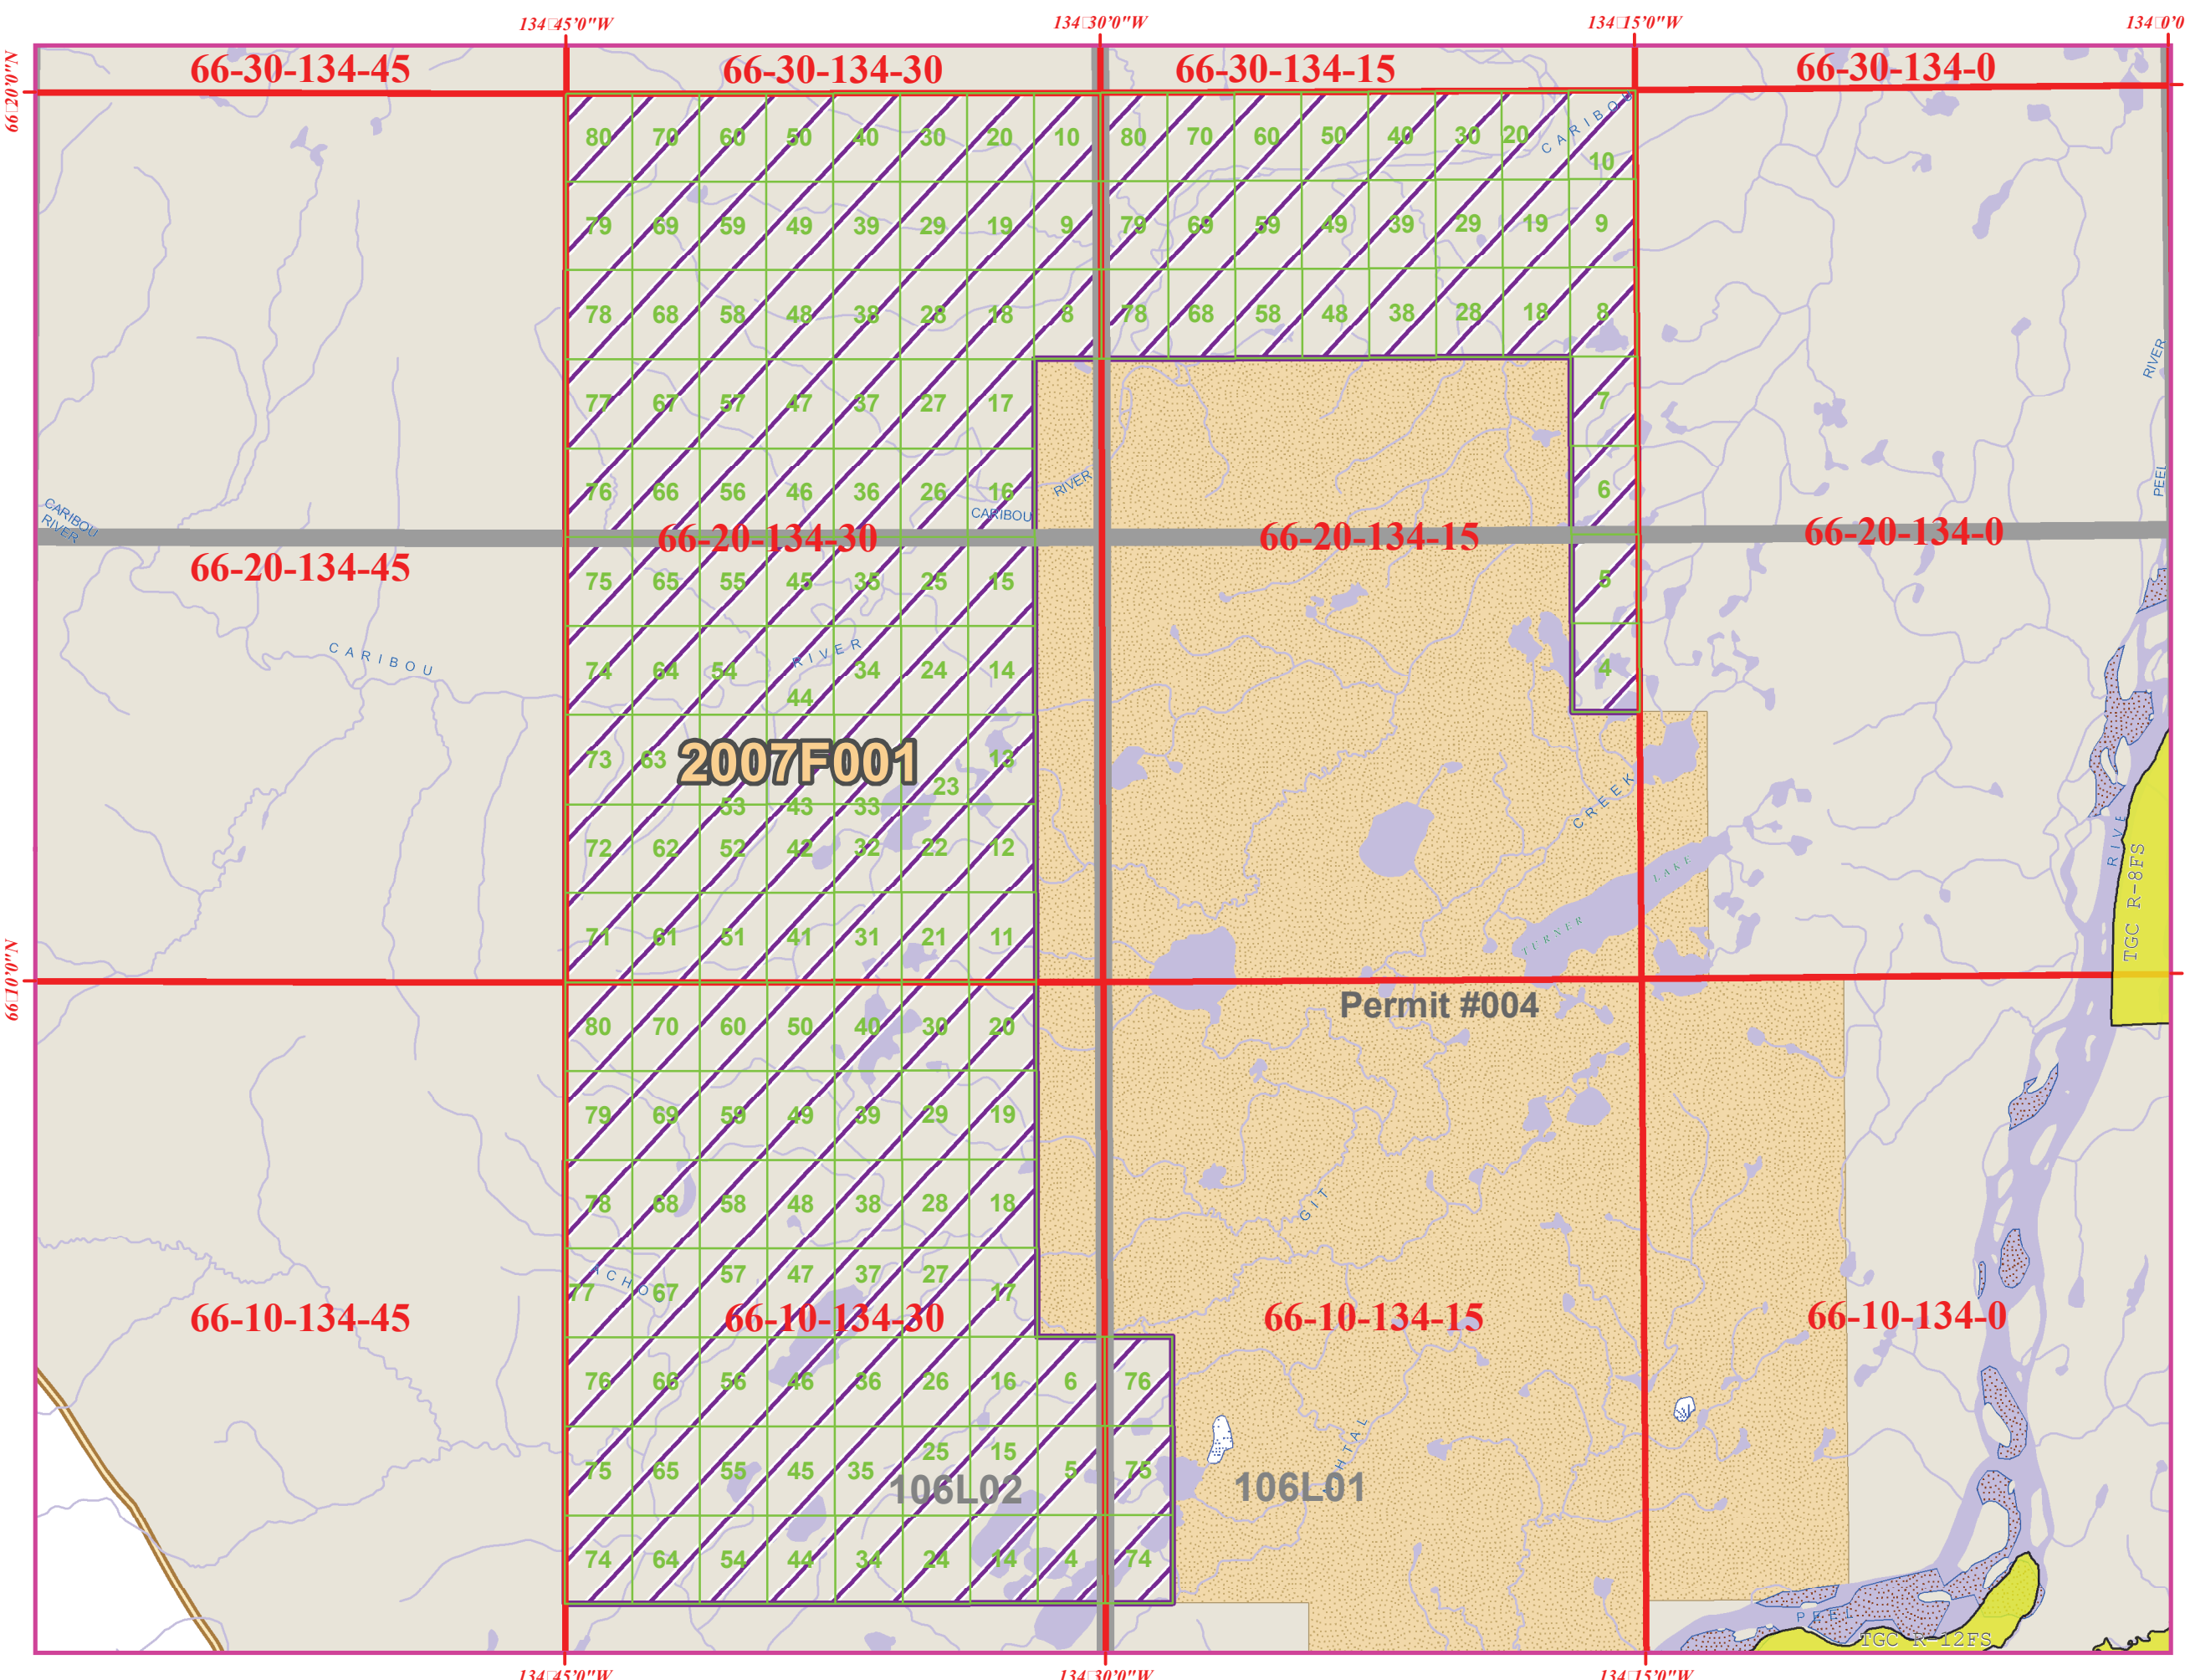 134°45'0"W 134°30'0"W 134°15'0"W 134°0'0
66°20'0"N
66-30-134-45 66-30-134-30 66-30-134-15 66-30-134-0
80 70 60 50 40 30 20 10 80 70 60 50 40 30 20 10
CARIBOU
79 69 59 49 39 29 19 9 79 69 59 49 39 29 19 9
78 68 58 48 38 28 18 8 78 68 58 48 38 28 18 8
RIVER
77 67 57 47 37 27 17 7
76 66 56 46 36 26 16 6
RIVER
PEEL
CARIBOU
CARIBOU
RIVER
66-20-134-30 66-20-134-15 66-20-134-0
66-20-134-45
75 65 55 45 35 25 15 5
CARIBOU
RIVER
74 64 54 44 34 24 14 4
2007F001
73 63 53 43 33 23 13
CREEK
72 62 52 42 32 22 12
TURNER LAKE
RIVE
TGC R-8FS
71 61 51 41 31 21 11
66°10'0"N
Permit #004
80 70 60 50 40 30 20
79 69 59 49 39 29 19
78 68 58 48 38 28 18
GIT
77 67 57 47 37 27 17
ACHO
66-10-134-45 66-10-134-30 66-10-134-15 66-10-134-0
76 66 56 46 36 26 16 6 76
HTAL
75 65 55 45 35 25 15 5 75
106L02 106L01
74 64 54 44 34 24 14 4 74
PEEL
TGC R-12FS
134°45'0"W 134°30'0"W 134°15'0"W